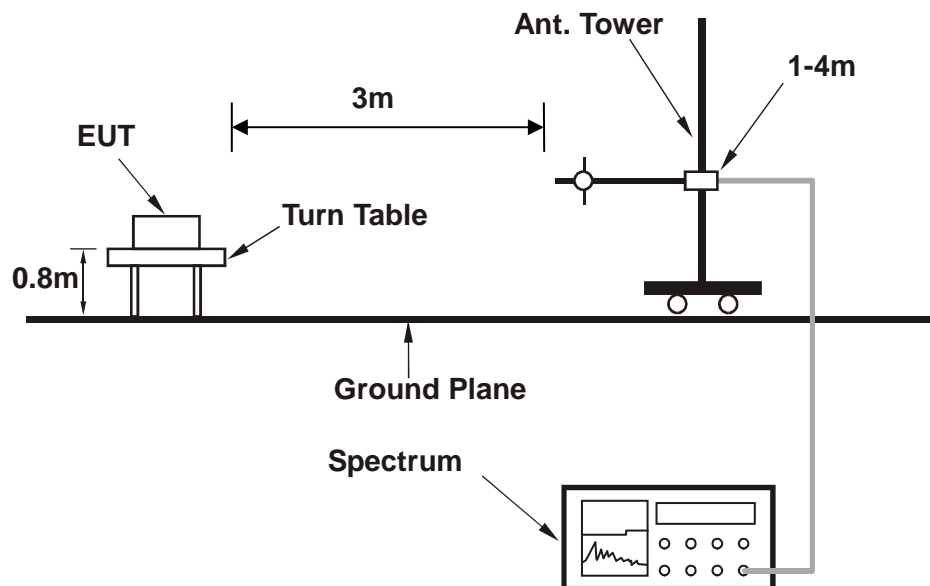 Ant. Tower
1-4m
3m
EUT
Turn Table
0.8m
Ground Plane
Spectrum